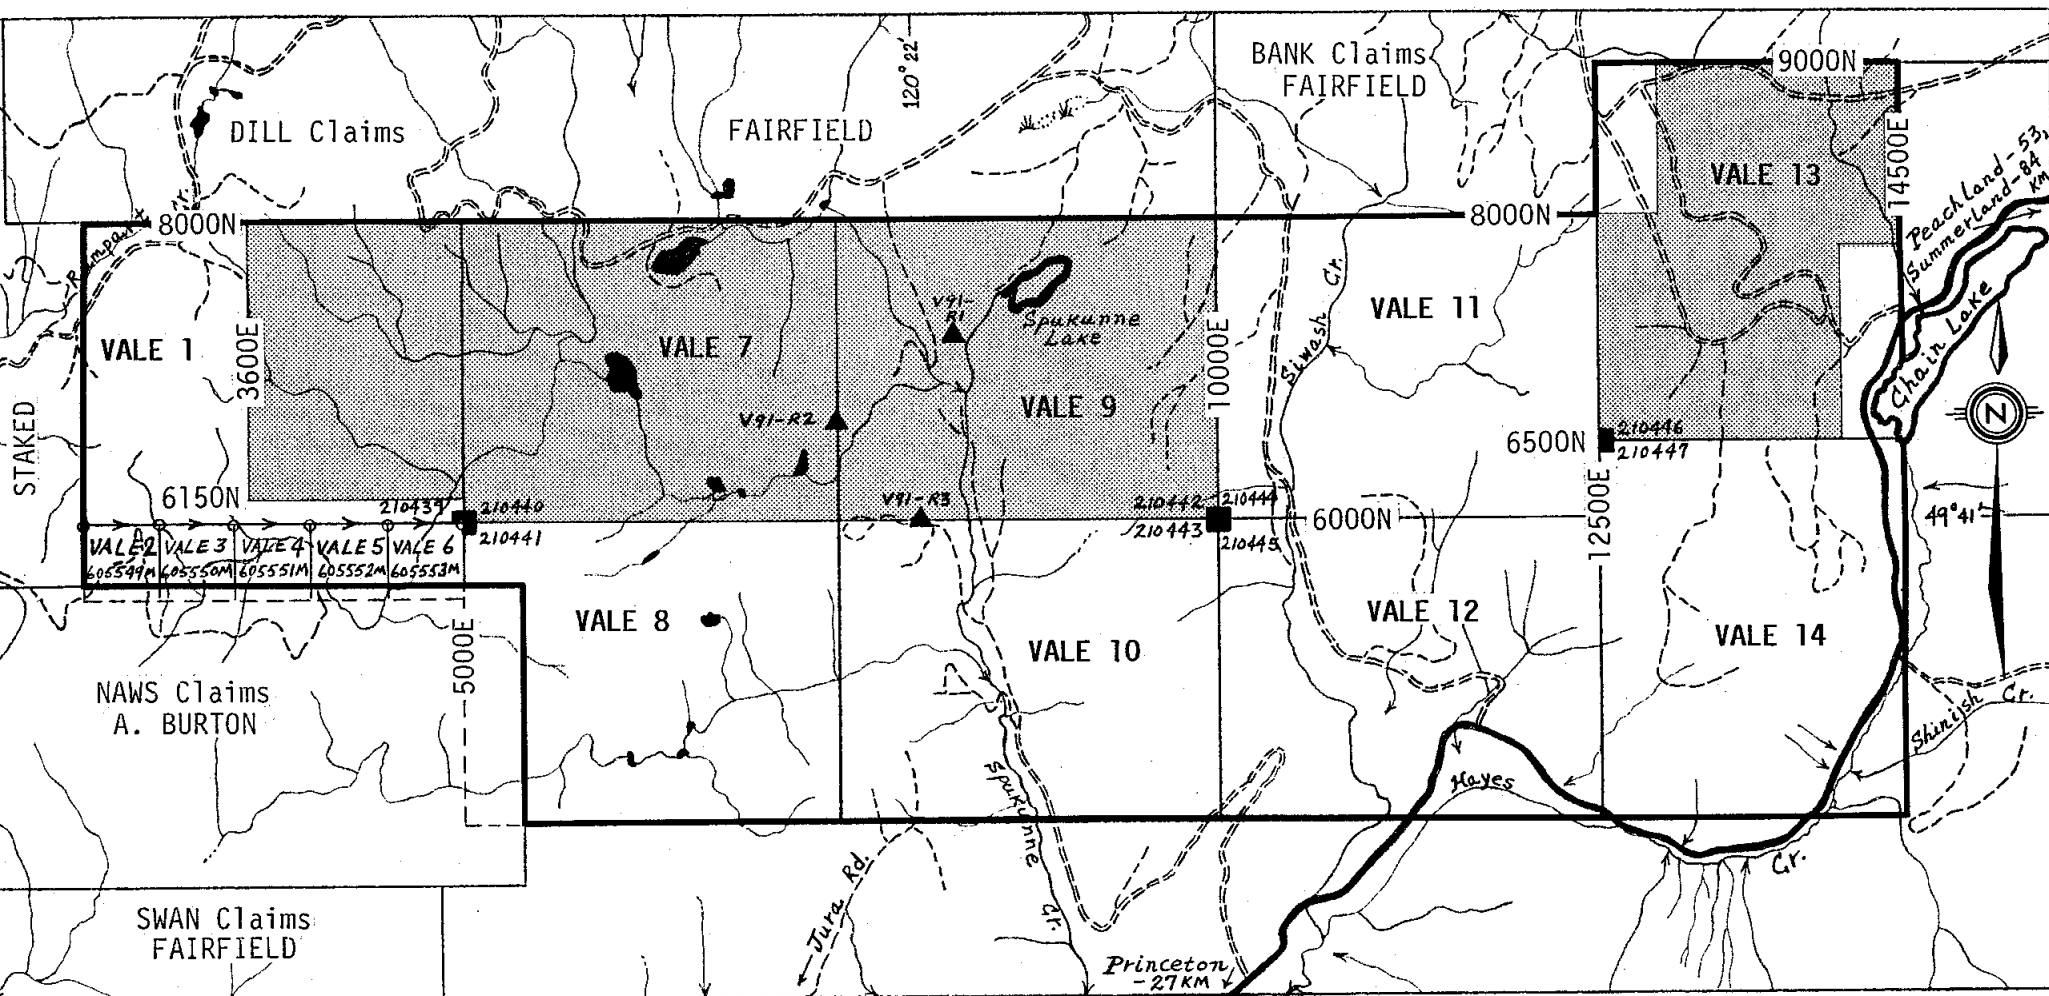 120° 22'
BANK Claims
FAIRFIELD
9000N
DILL Claims
FAIRFIELD
14500E
Peachland - 53
Summerland - 84
KM
VALE 13
Cr.
8000N
8000N
VALE 1
3600E
VALE 7
V91-
R1
Spukunne
Lake
10000E
Siwash Cr.
VALE 11
Chain Lake
N
STAKED
V91-R2
VALE 9
6500N
210446
210447
6150N
210439
210440
210441
V91-R3
210442
210444
210443
210445
6000N
12500E
49° 41'
VALE 2
VALE 3
VALE 4
VALE 5
VALE 6
605549M
605550M
605551M
605552M
605553M
5000E
VALE 8
VALE 10
VALE 12
VALE 14
NAWS Claims
A. BURTON
Shinish Cr.
Spukunne Cr.
Hayes Cr.
Jura Rd.
SWAN Claims
FAIRFIELD
Princeton
- 27 KM